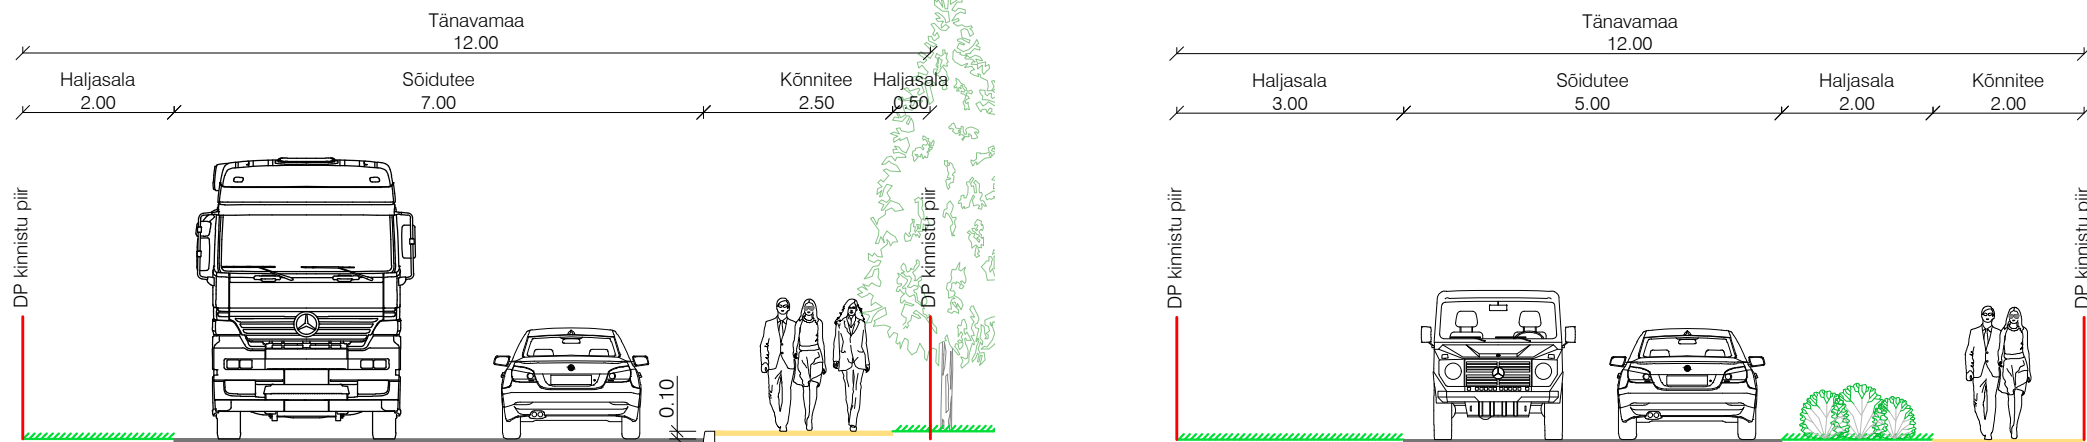 Tänavamaa
12.00
Haljasala
2.00
Sõidutee
7.00
Kõnnitee
2.50
Haljasala
0.50
DP kinnistu piir
0.10
DP kinnistu piir
Tänavamaa
12.00
Haljasala
3.00
Sõidutee
5.00
Haljasala
2.00
Kõnnitee
2.00
DP kinnistu piir
DP kinnistu piir